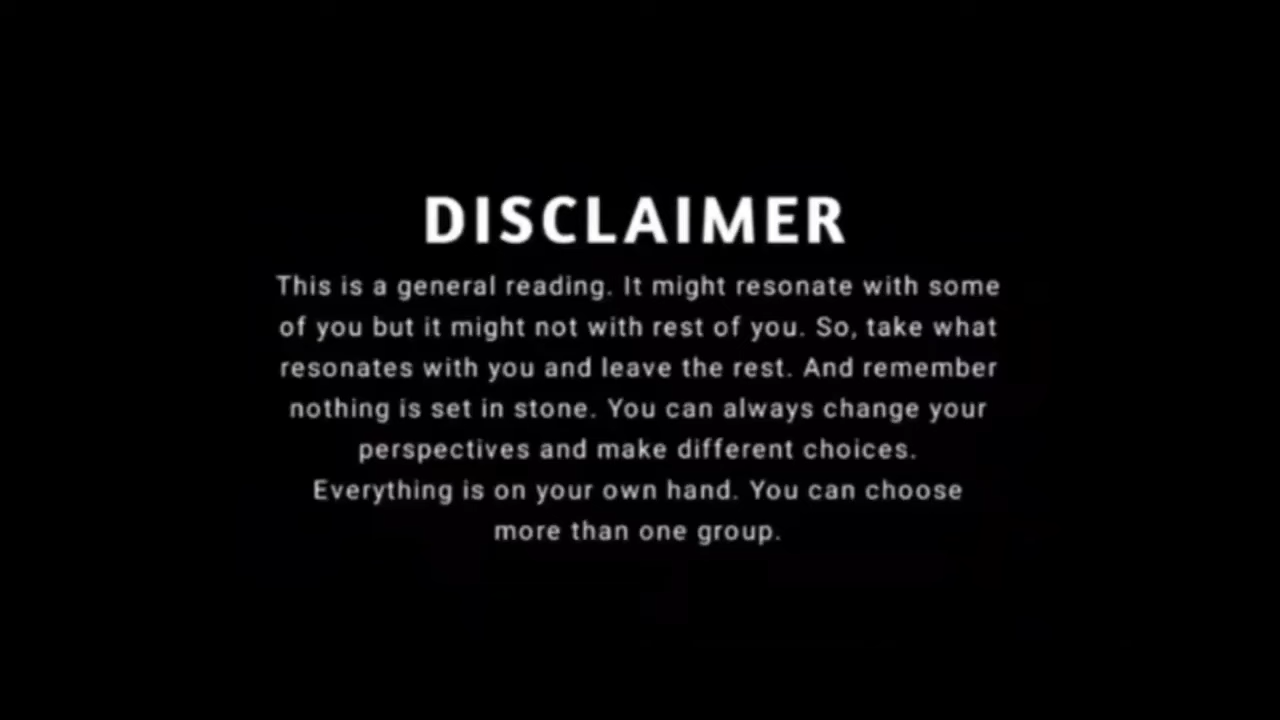 DISCLAIMER
This is a general reading. It might resonate with some
of you but it might not with rest of you. So, take what
resonates with you and leave the rest. And remember
nothing is set in stone. You can always change your
perspectives and make different choices.
Everything is on your own hand. You can choose
more than one group.